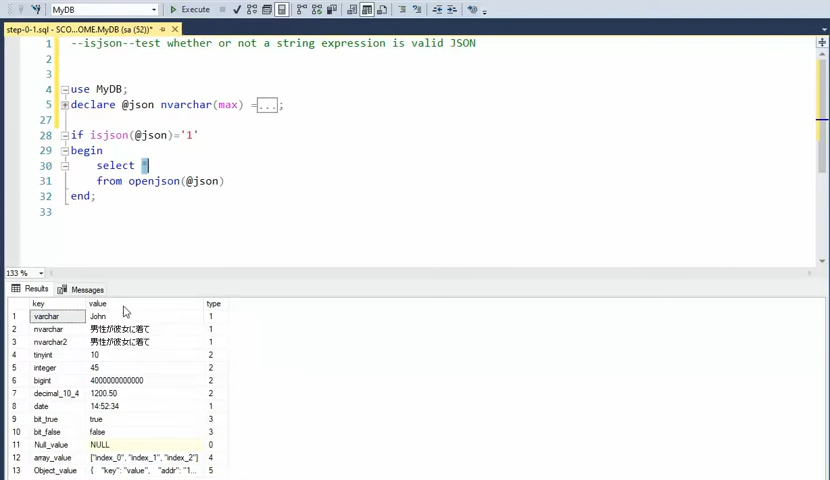 MyDB Execute
step-0-1.sql - SCO...OME.MyDB (sa (52))*
1 --isjson--test whether or not a string expression is valid JSON
2
3
4 use MyDB;
5 declare @json nvarchar(max) =...;
27
28 if isjson(@json)='1'
29 begin
30 select *
31 from openjson(@json)
32 end;
33
133 %
Results Messages
key value type
1 varchar John 1
2 nvarchar 男性が彼女に着て 1
3 nvarchar2 男性が彼女に着て 1
4 tinyint 10 2
5 integer 45 2
6 bigint 4000000000000 2
7 decimal_10_4 1200.50 2
8 date 14:52:34 1
9 bit_true true 3
10 bit_false false 3
11 Null_value NULL 0
12 array_value ["index_0", "index_1", "index_2"] 4
13 Object_value { "key": "value", "addr": "1... 5